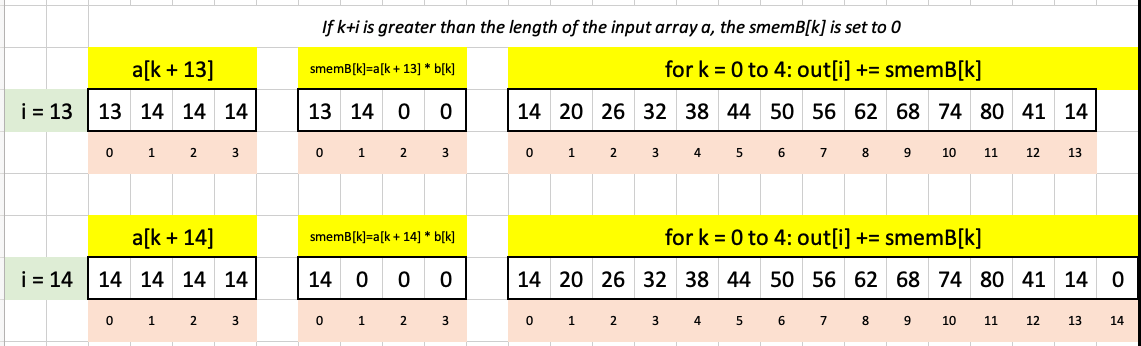 If k+i is greater than the length of the input array a, the smemB[k] is set to 0
a[k + 13] smemB[k]=a[k + 13] * b[k] for k = 0 to 4: out[i] += smemB[k]
i = 13 13 14 14 14 13 14 0 0 14 20 26 32 38 44 50 56 62 68 74 80 41 14
0 1 2 3 0 1 2 3 0 1 2 3 4 5 6 7 8 9 10 11 12 13
a[k + 14] smemB[k]=a[k + 14] * b[k] for k = 0 to 4: out[i] += smemB[k]
i = 14 14 14 14 14 14 0 0 0 14 20 26 32 38 44 50 56 62 68 74 80 41 14 0
0 1 2 3 0 1 2 3 0 1 2 3 4 5 6 7 8 9 10 11 12 13 14